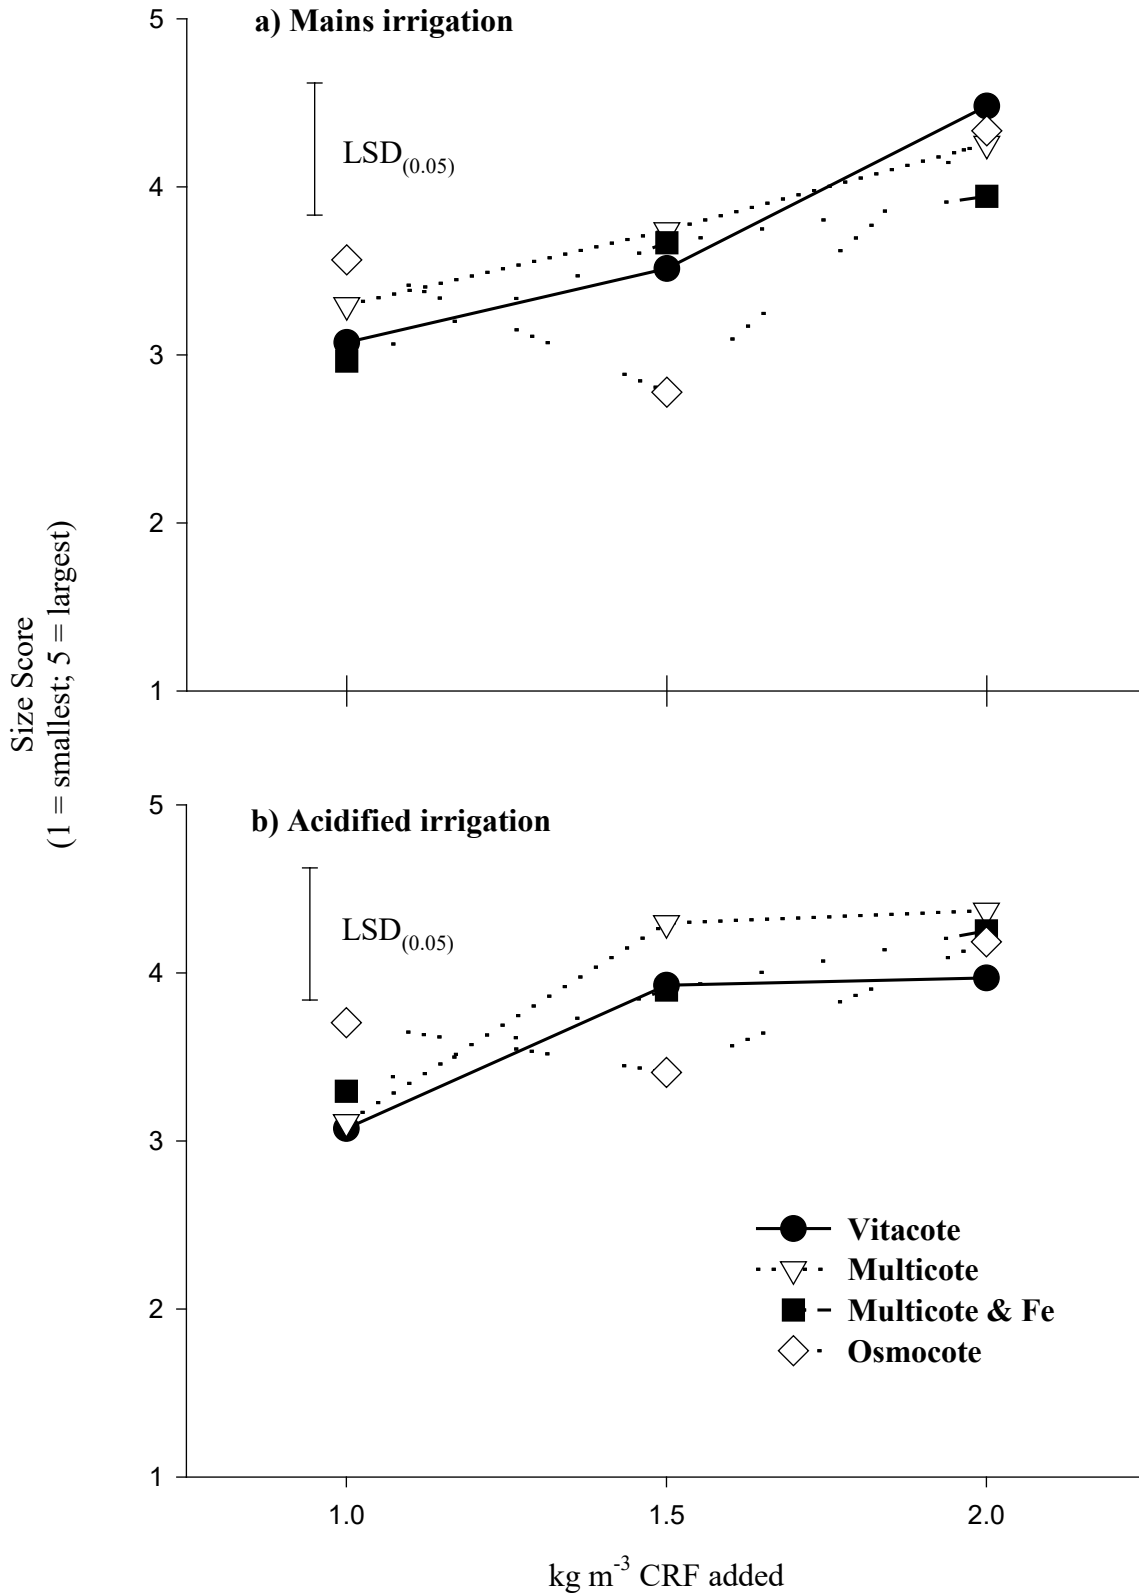 5
a) Mains irrigation
LSD(0.05)
4
3
2
1
Size Score
(1 = smallest; 5 = largest)
5
b) Acidified irrigation
LSD(0.05)
4
3
2
1
Vitacote
Multicote
Multicote & Fe
Osmocote
1.0 1.5 2.0
kg m-3 CRF added